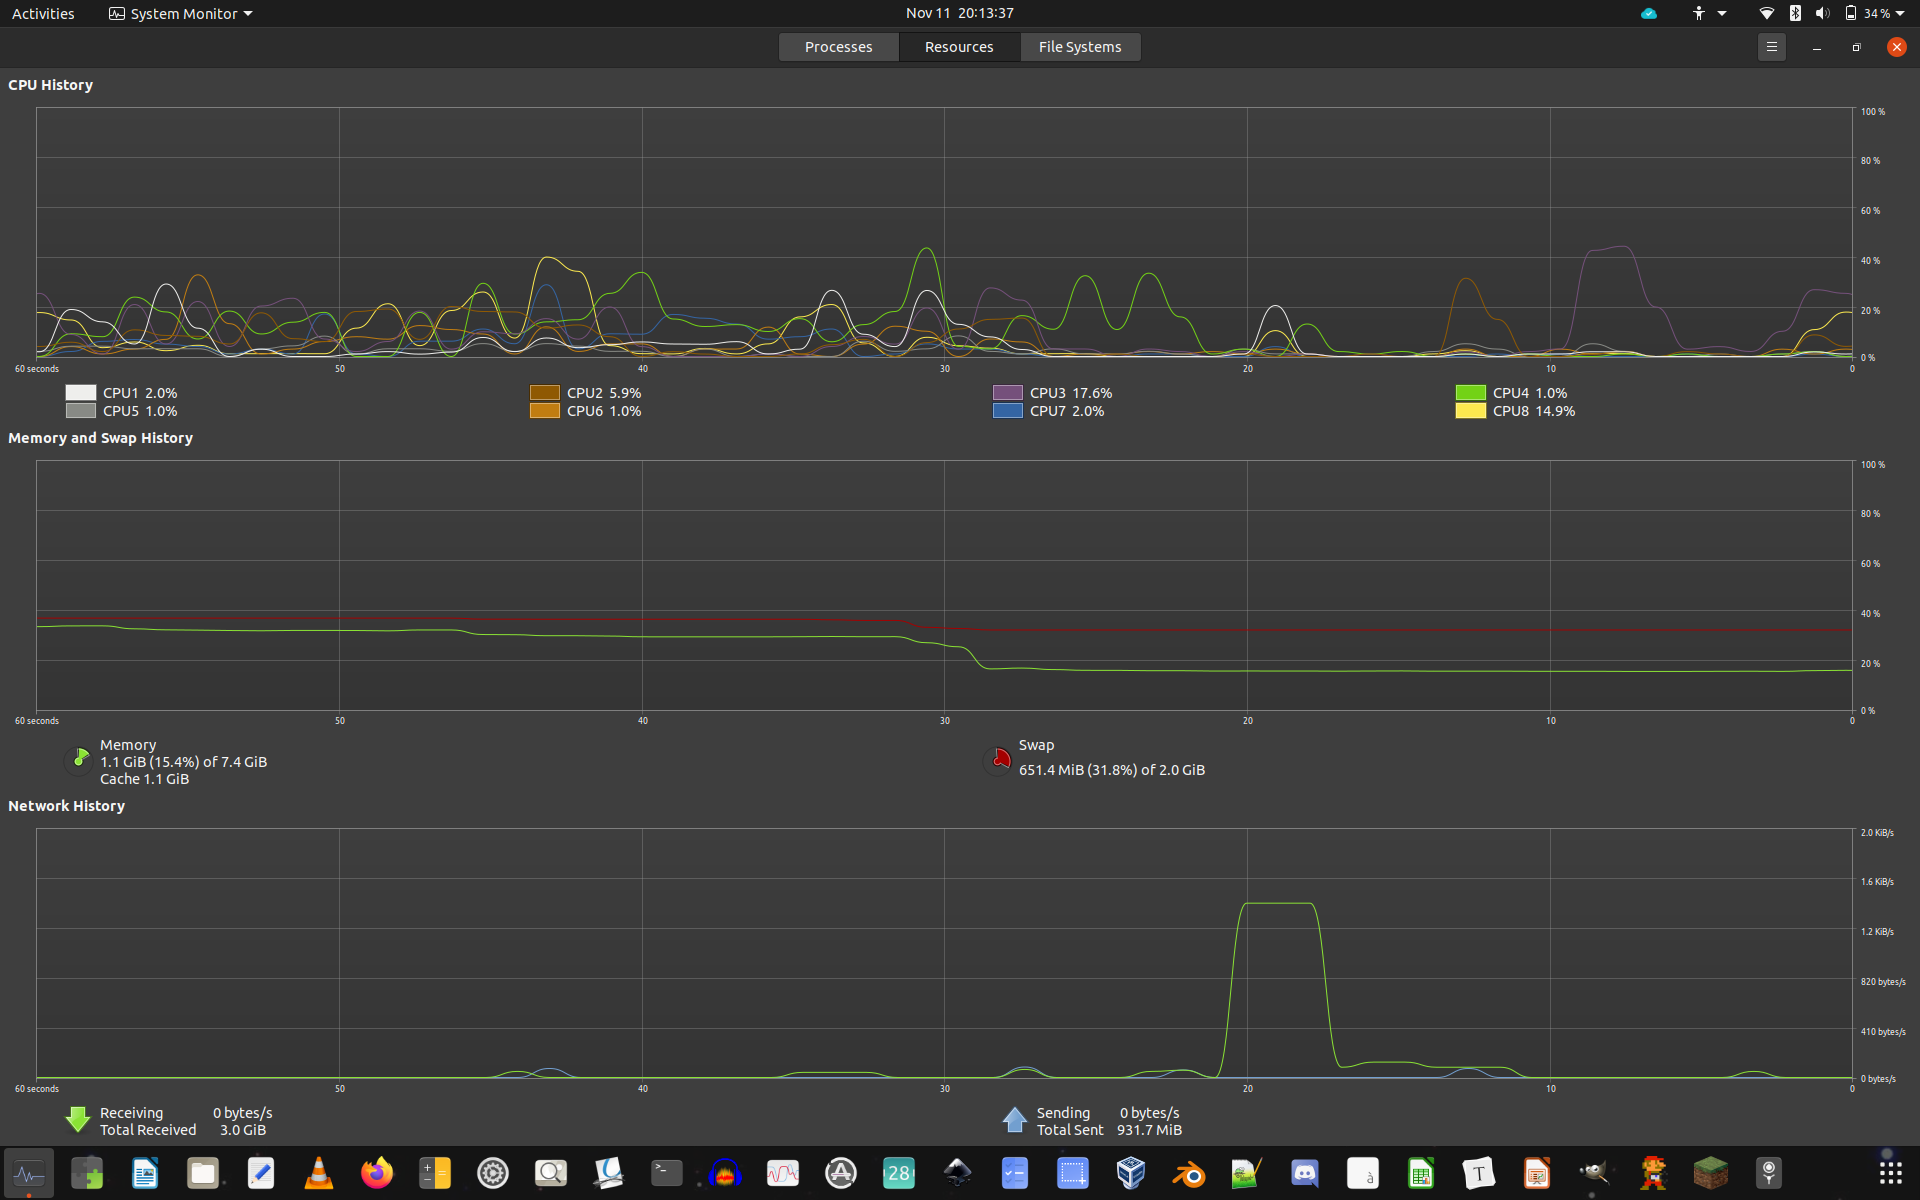 Activities System Monitor Nov 11 20:13:37 34 %
Processes Resources File Systems
CPU History
100 %
80 %
60 %
40 %
20 %
0 %
60 seconds 50 40 30 20 10 0
CPU1 2.0% CPU2 5.9% CPU3 17.6% CPU4 1.0%
CPU5 1.0% CPU6 1.0% CPU7 2.0% CPU8 14.9%
Memory and Swap History
100 %
80 %
60 %
40 %
20 %
0 %
60 seconds 50 40 30 20 10 0
Memory
1.1 GiB (15.4%) of 7.4 GiB
Cache 1.1 GiB
Swap
651.4 MiB (31.8%) of 2.0 GiB
Network History
2.0 KiB/s
1.6 KiB/s
1.2 KiB/s
820 bytes/s
410 bytes/s
0 bytes/s
60 seconds 50 40 30 20 10 0
Receiving 0 bytes/s
Total Received 3.0 GiB
Sending 0 bytes/s
Total Sent 931.7 MiB
28
à
T